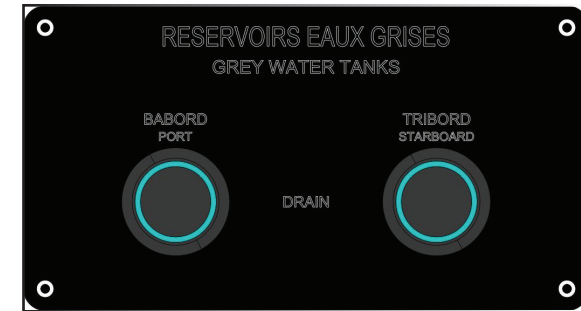 RESERVOIRS EAUX GRISES
GREY WATER TANKS
BABORD
PORT
TRIBORD
STARBOARD
DRAIN